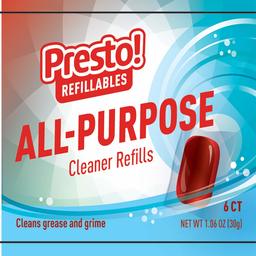 Presto!
REFILLABLES
ALL-PURPOSE
Cleaner Refills
6 CT
Cleans grease and grime
NET WT 1.06 OZ (30g)